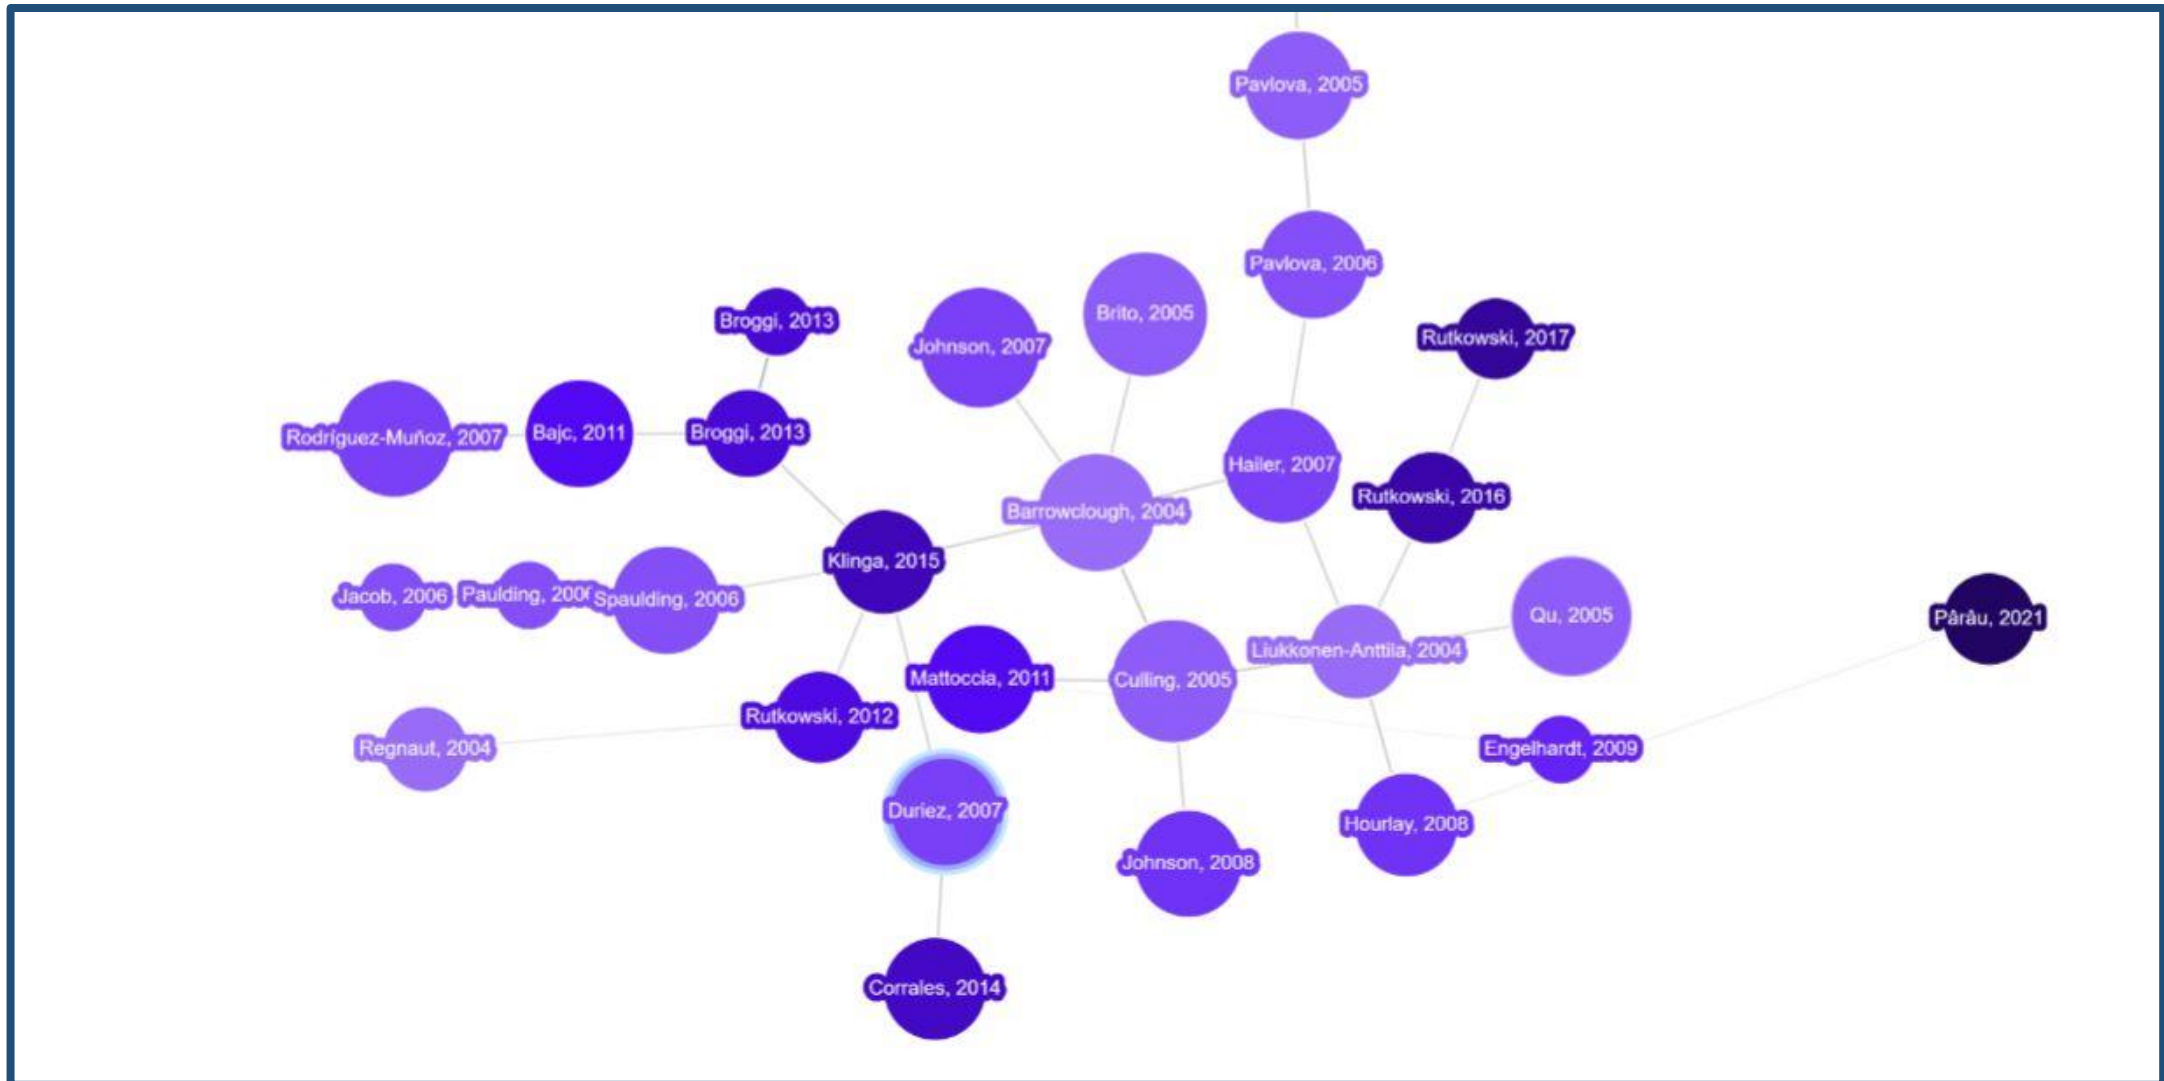 Pavlova, 2005
Pavlova, 2006
Brito, 2005
Broggi, 2013
Rutkowski, 2017
Johnson, 2007
Broggi, 2013
Bajc, 2011
Rodríguez-Muñoz, 2007
Hailer, 2007
Rutkowski, 2016
Barrowclough, 2004
Klinga, 2015
Jacob, 2006
Paulding, 200
Spaulding, 2006
Qu, 2005
Pârâu, 2021
Liukkonen-Anttila, 2004
Mattoccia, 2011
Culling, 2005
Rutkowski, 2012
Regnaut, 2004
Engelhardt, 2009
Duriez, 2007
Hourlay, 2008
Johnson, 2008
Corrales, 2014